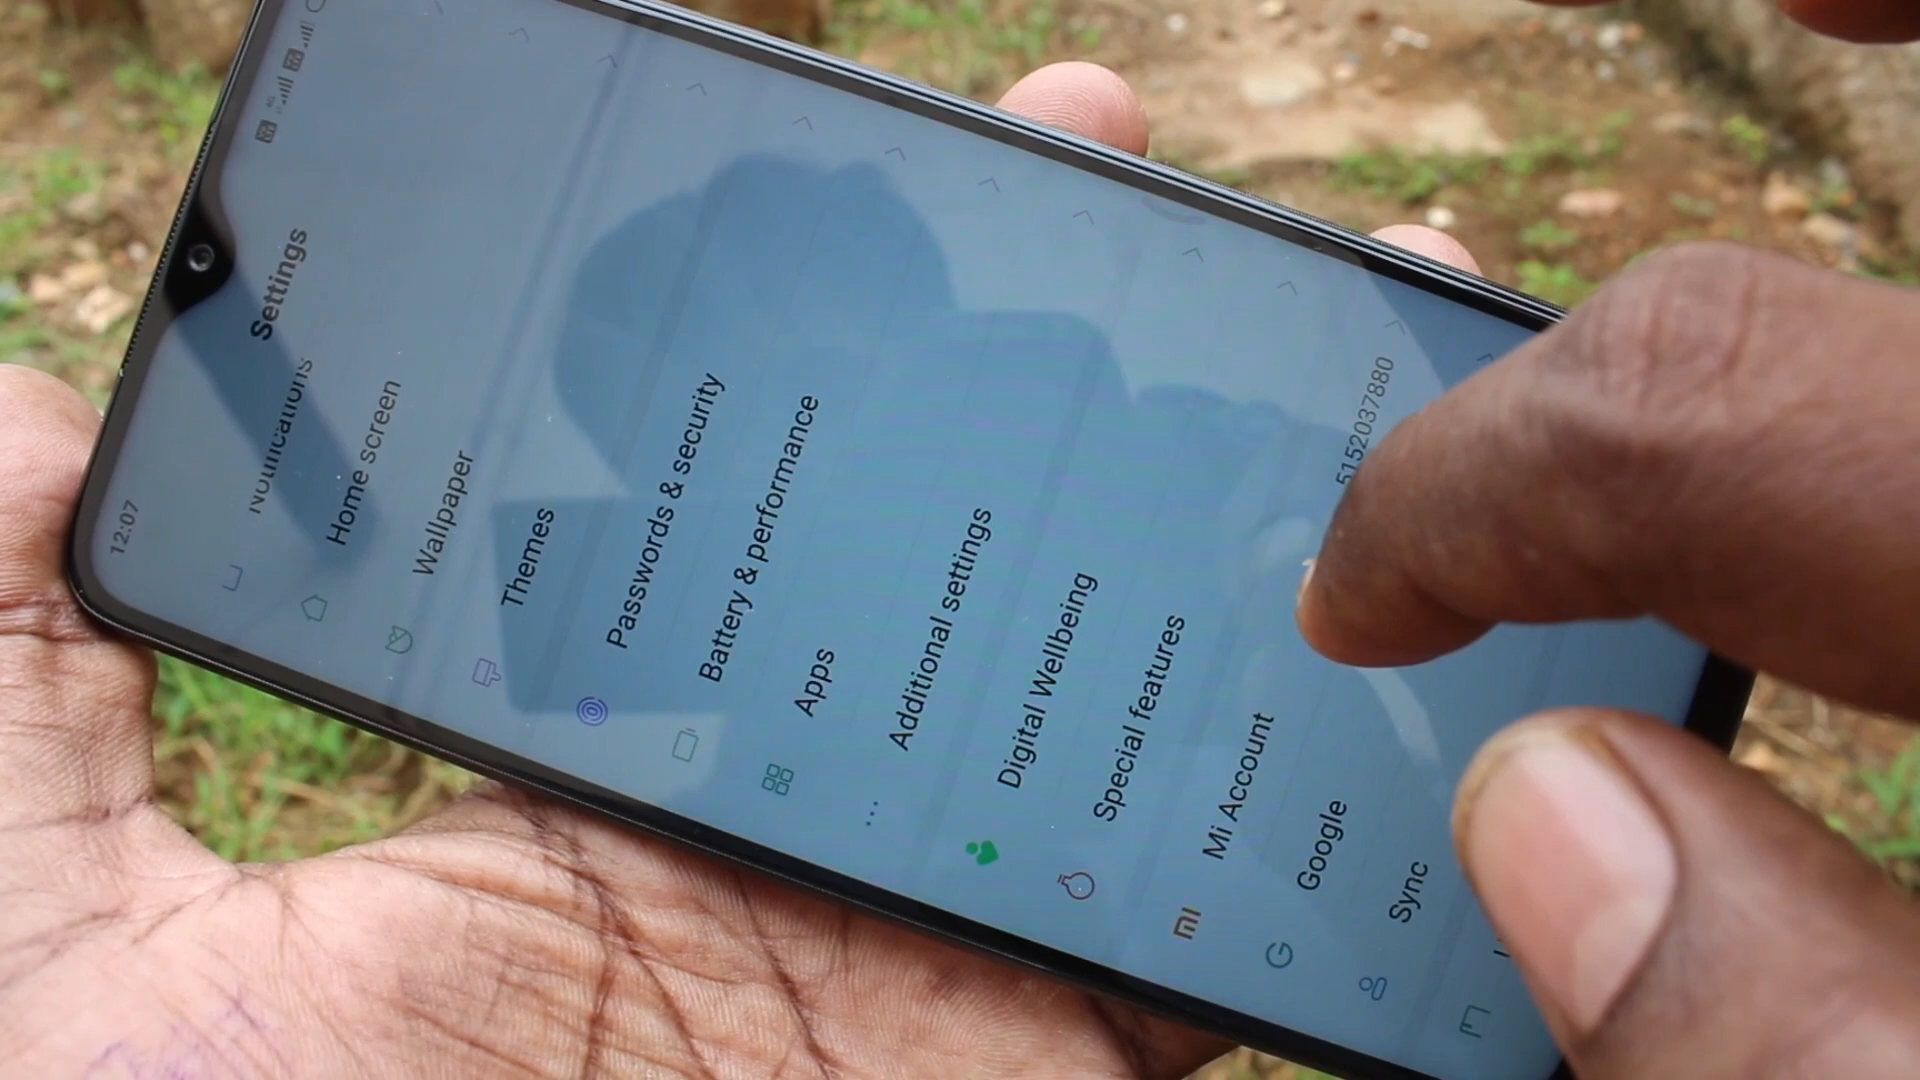 12:07
Settings
Notifications
Home screen
Wallpaper
Themes
Passwords & security
Battery & performance
Apps
Additional settings
Digital Wellbeing
Special features
Mi Account
5152037880
Google
Sync